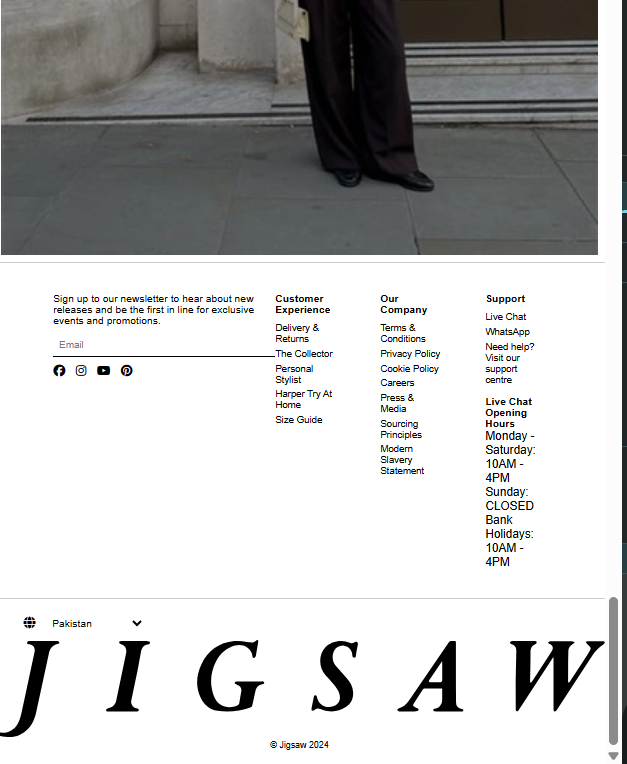 Sign up to our newsletter to hear about new
releases and be the first in line for exclusive
events and promotions.
Email
Customer
Experience
Delivery &
Returns
The Collector
Personal
Stylist
Harper Try At
Home
Size Guide
Our
Company
Terms &
Conditions
Privacy Policy
Cookie Policy
Careers
Press &
Media
Sourcing
Principles
Modern
Slavery
Statement
Support
Live Chat
WhatsApp
Need help?
Visit our
support
centre
Live Chat
Opening
Hours
Monday -
Saturday:
10AM -
4PM
Sunday:
CLOSED
Bank
Holidays:
10AM -
4PM
Pakistan
JIGSAW
© Jigsaw 2024